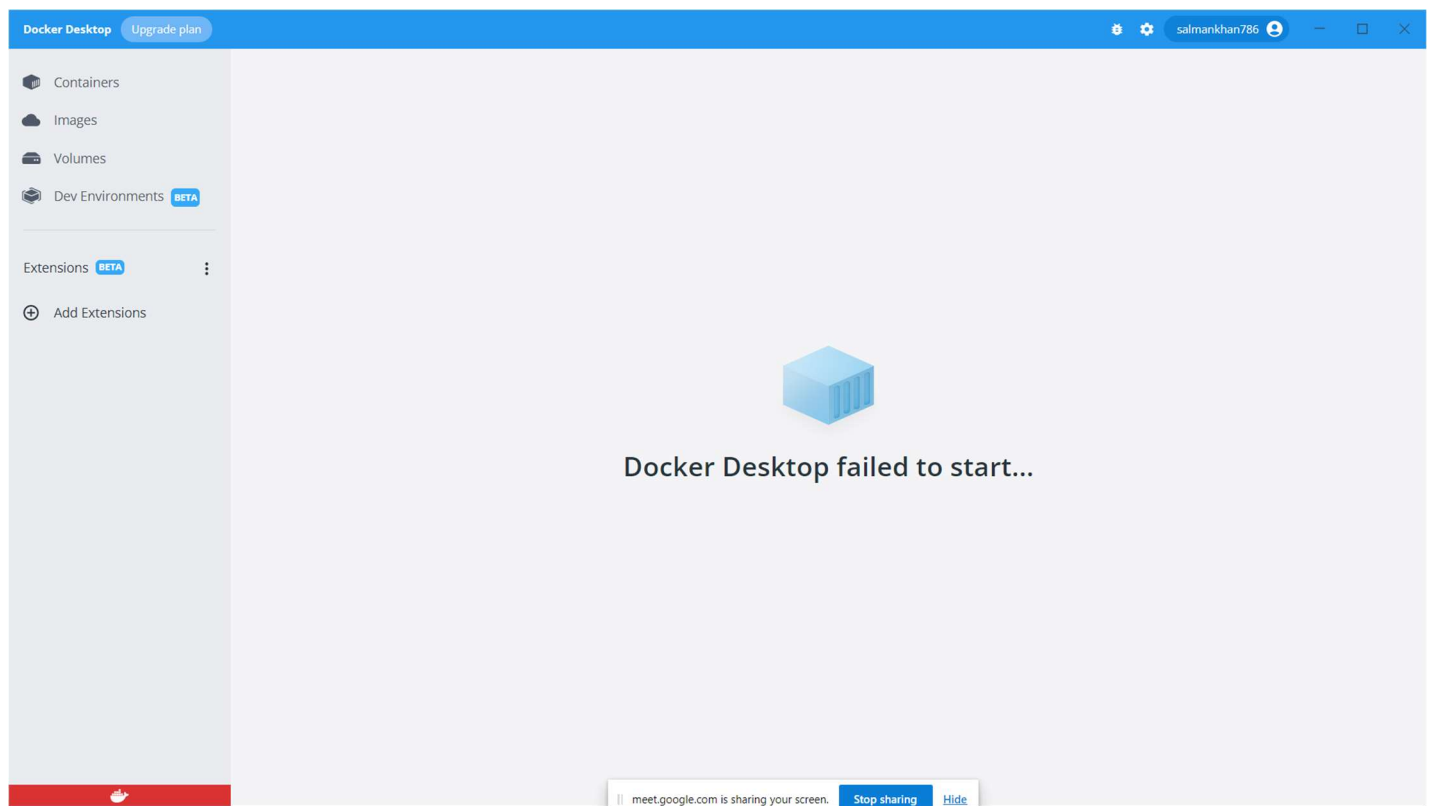 Docker Desktop Upgrade plan salmankhan786
Containers
Images
Volumes
Dev Environments BETA
Extensions BETA
Add Extensions
Docker Desktop failed to start...
meet.google.com is sharing your screen. Stop sharing Hide